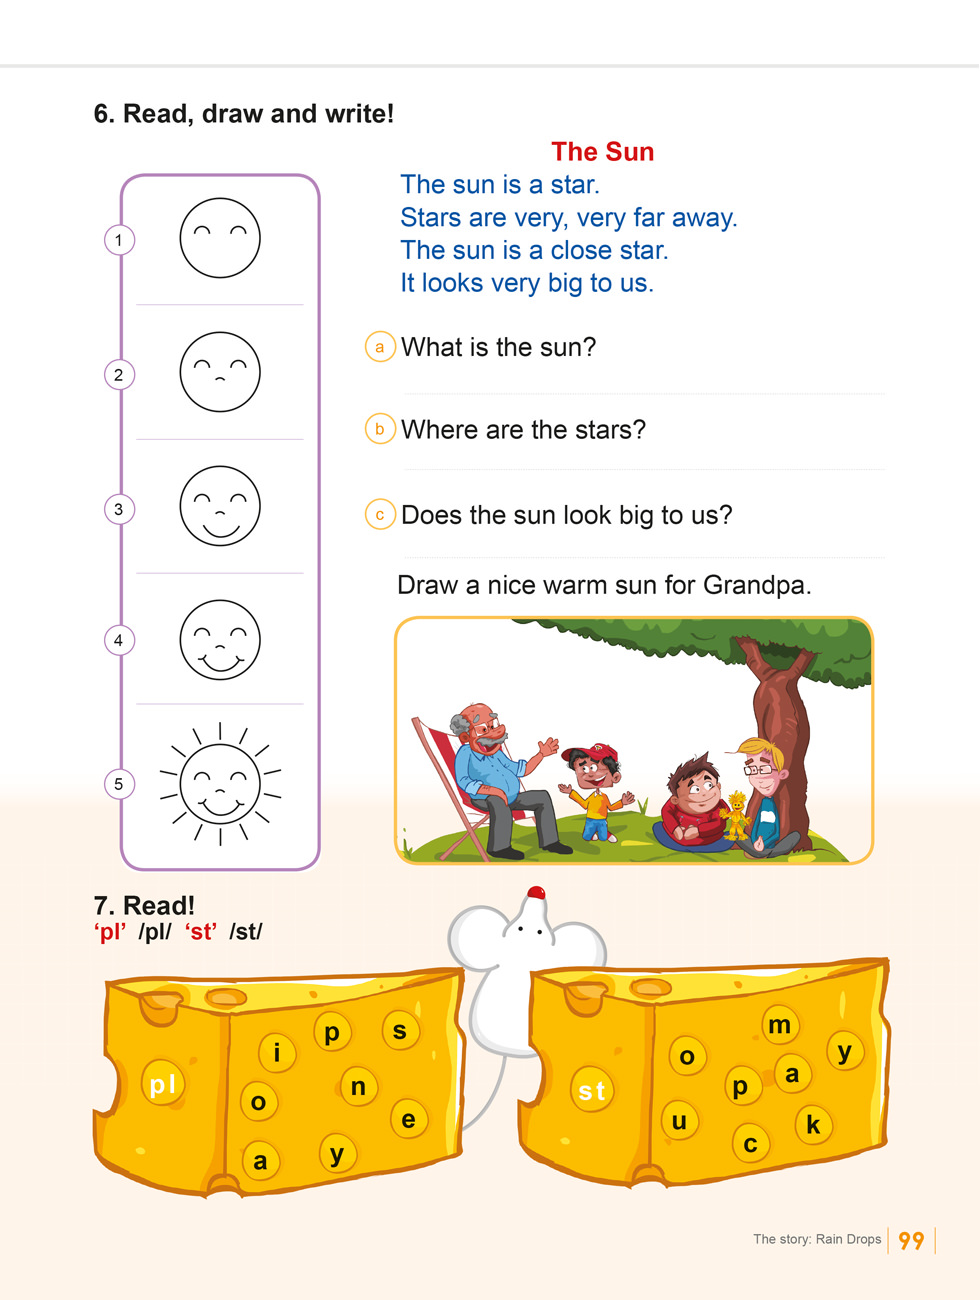 6. Read, draw and write!
The Sun
The sun is a star.
Stars are very, very far away.
The sun is a close star.
It looks very big to us.
1
2
3
4
5
a What is the sun?
b Where are the stars?
c Does the sun look big to us?
Draw a nice warm sun for Grandpa.
7. Read!
'pl' /pl/ 'st' /st/
pl
i p s
o n e
a y
st
o m y
p a
u c k
The story: Rain Drops 99